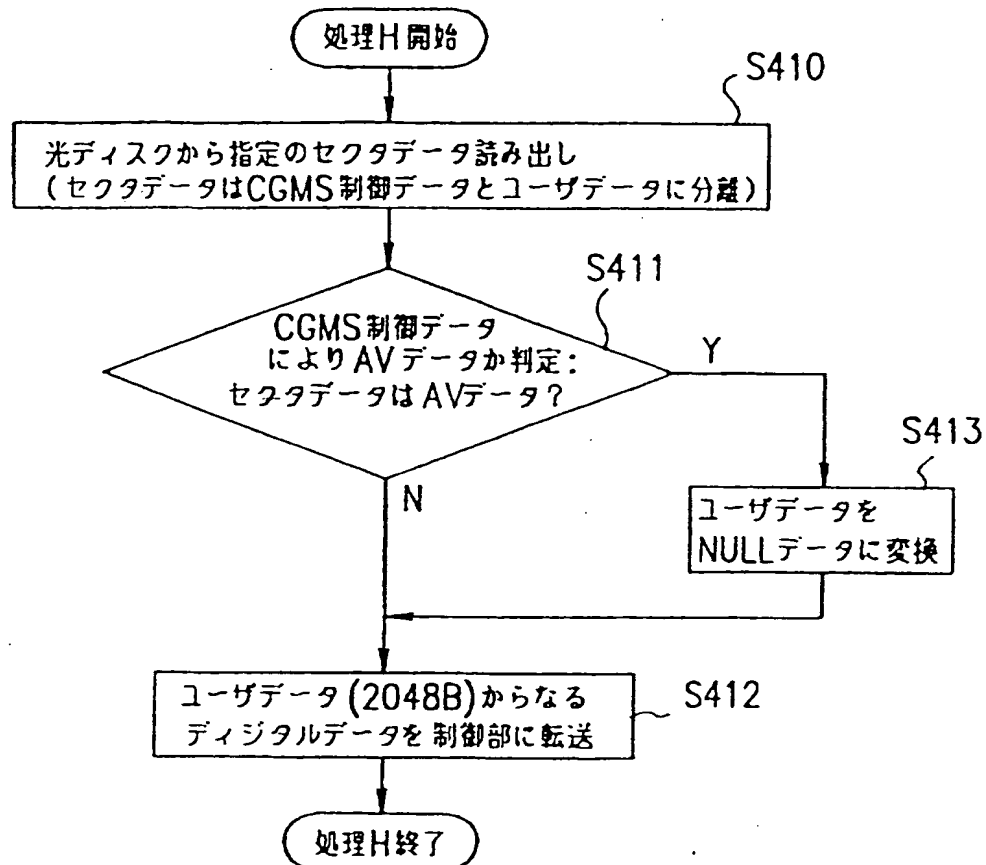 処理H開始
S410
光ディスクから指定のセクタデータ読み出し
(セクタデータはCGMS制御データとユーザデータに分離)
S411
CGMS制御データ
によりAVデータか判定:
セクタデータはAVデータ?
Y
N
S413
ユーザデータを
NULLデータに変換
ユーザデータ(2048B)からなる
ディジタルデータを制御部に転送
S412
処理H終了